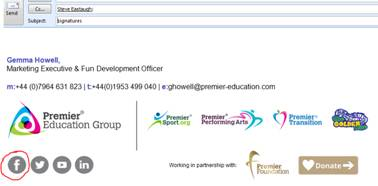 Send
Cc...
Steve Eastaugh;
Subject:
signatures
Gemma Howell,
Marketing Executive & Fun Development Officer
m:+44 (0)7964 631 823 | t:+44(0)1953 499 040 | e:ghowell@premier-education.com
Premier
Education Group
Premier
Sport.org
Premier
Performing Arts
Premier
Transition
GOLDEN
Working in partnership with:
Premier
Foundation
Donate